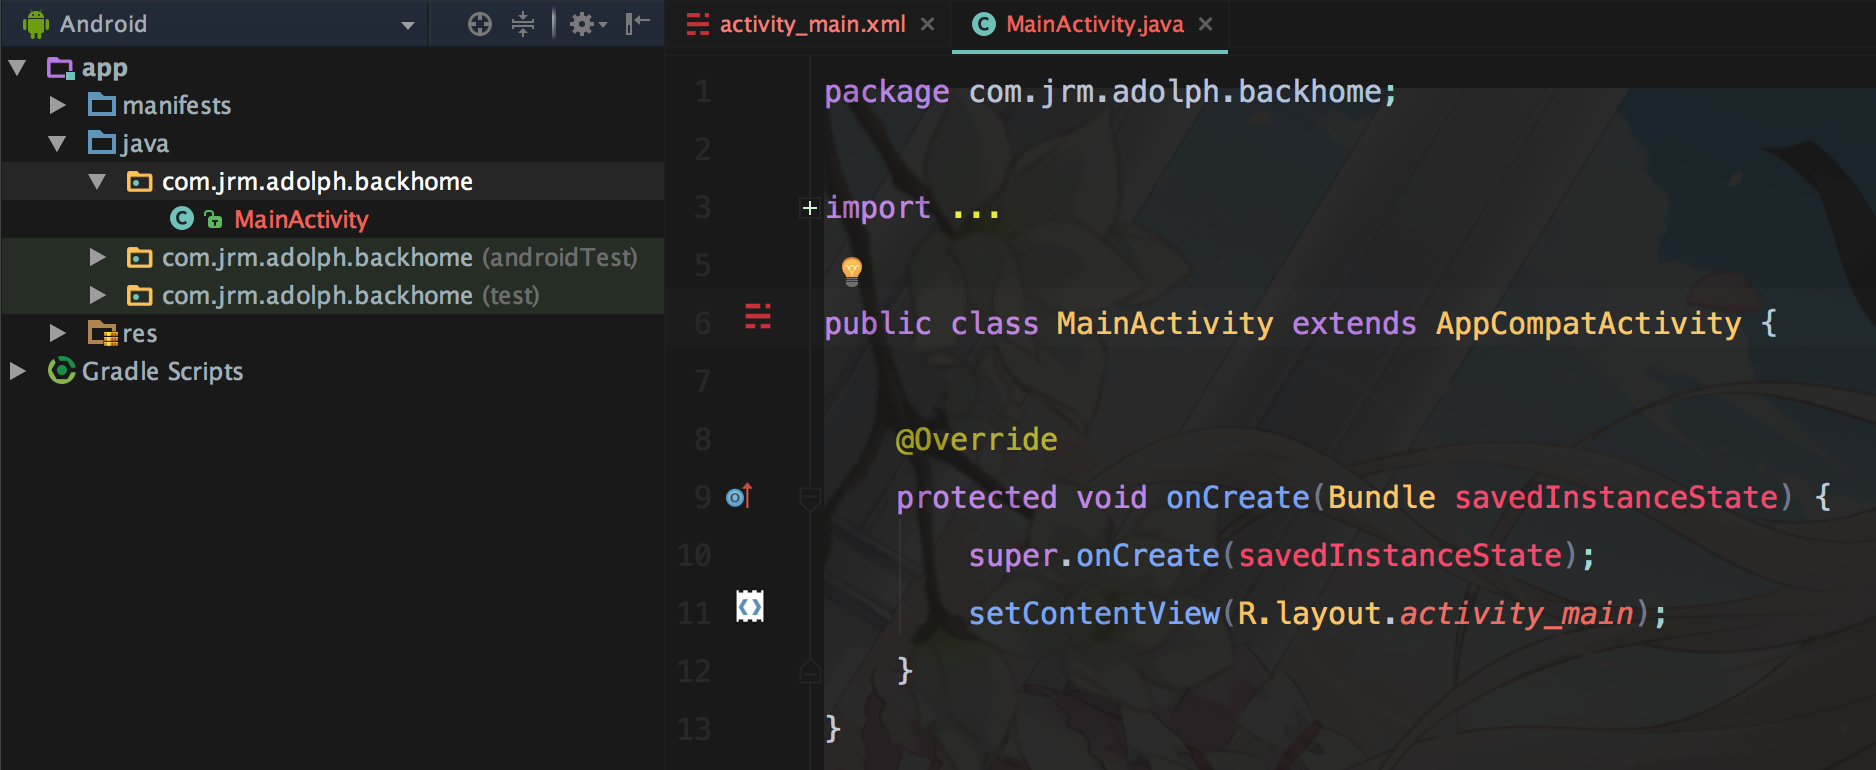 Android
app
manifests
java
com.jrm.adolph.backhome
MainActivity
com.jrm.adolph.backhome (androidTest)
com.jrm.adolph.backhome (test)
res
Gradle Scripts
activity_main.xml
MainActivity.java
1 package com.jrm.adolph.backhome;
2
3 import ...
5
6 public class MainActivity extends AppCompatActivity {
7
8 @Override
9 protected void onCreate(Bundle savedInstanceState) {
10 super.onCreate(savedInstanceState);
11 setContentView(R.layout.activity_main);
12 }
13 }